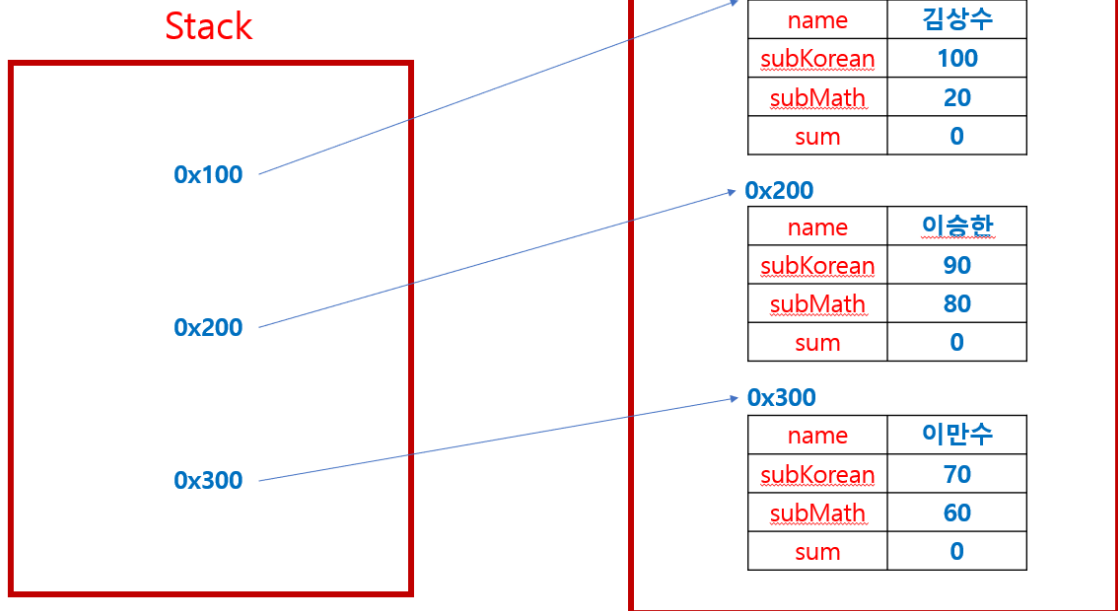 Stack
0x100
0x200
0x300
name 김상수
subKorean 100
subMath 20
sum 0
0x200
name 이승한
subKorean 90
subMath 80
sum 0
0x300
name 이만수
subKorean 70
subMath 60
sum 0